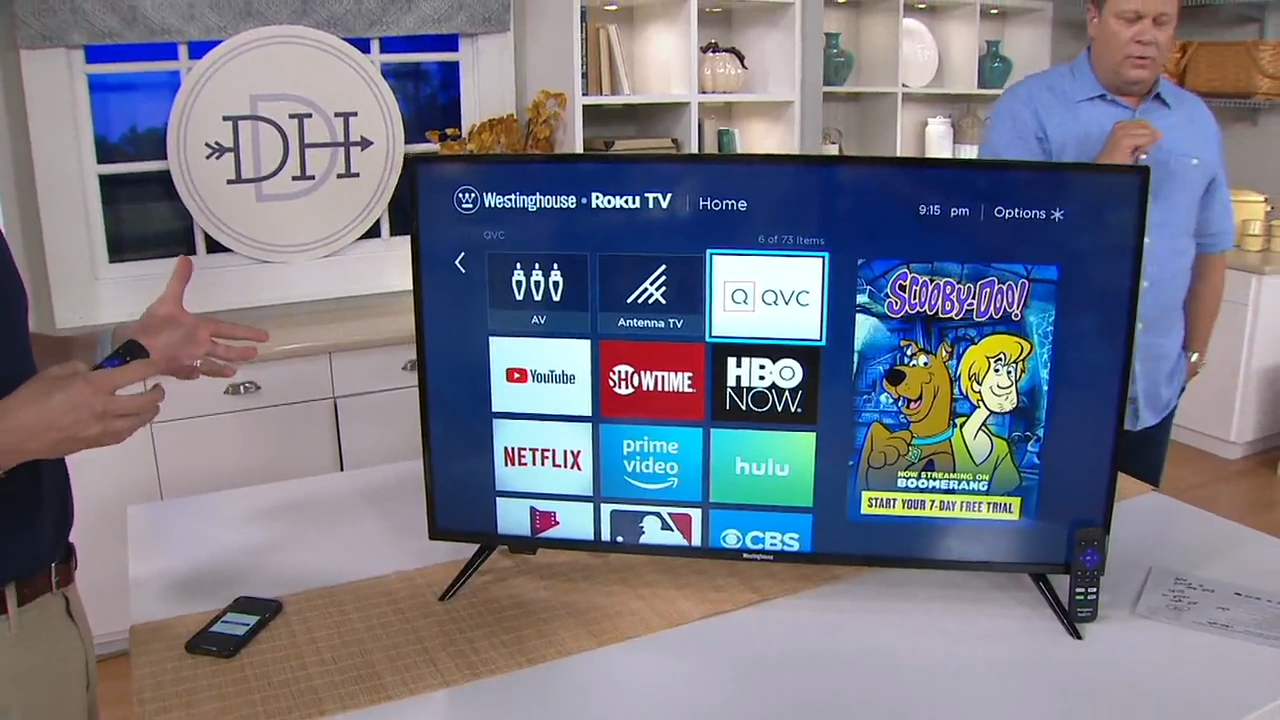 DDH
Westinghouse • Roku TV | Home
9:15 pm | Options
QVC
6 of 73 Items
AV
Antenna TV
Q QVC
YouTube
SHOWTIME
HBO
NOW
NETFLIX
prime
video
hulu
CBS
SCOOBY-DOO!
NOW STREAMING ON
BOOMERANG
START YOUR 7-DAY FREE TRIAL
Westinghouse